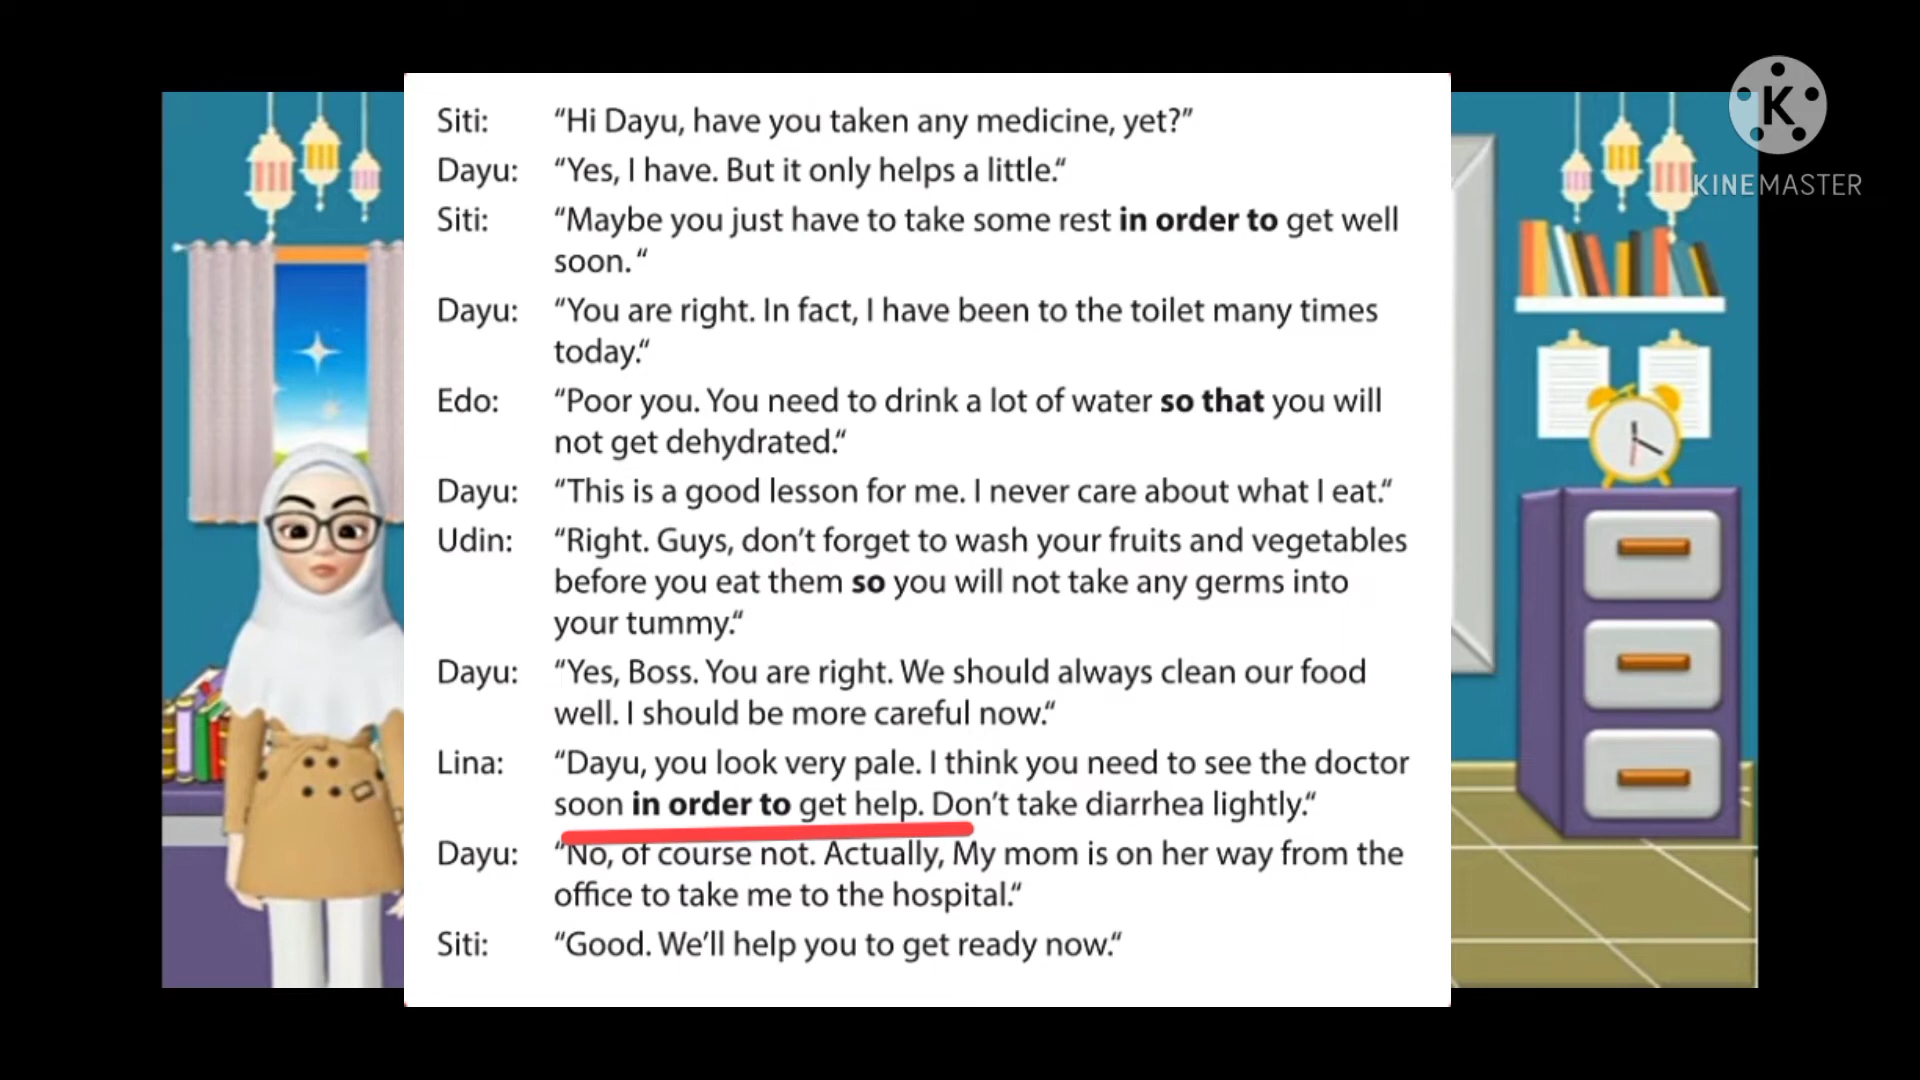 Siti: “Hi Dayu, have you taken any medicine, yet?”
Dayu: “Yes, I have. But it only helps a little.“
Siti: “Maybe you just have to take some rest in order to get well
soon. “
Dayu: “You are right. In fact, I have been to the toilet many times
today.“
Edo: “Poor you. You need to drink a lot of water so that you will
not get dehydrated.“
Dayu: “This is a good lesson for me. I never care about what I eat.“
Udin: “Right. Guys, don’t forget to wash your fruits and vegetables
before you eat them so you will not take any germs into
your tummy.“
Dayu: “Yes, Boss. You are right. We should always clean our food
well. I should be more careful now.“
Lina: “Dayu, you look very pale. I think you need to see the doctor
soon in order to get help. Don’t take diarrhea lightly.“
Dayu: “No, of course not. Actually, My mom is on her way from the
office to take me to the hospital.“
Siti: “Good. We’ll help you to get ready now.“
K
KINEMASTER